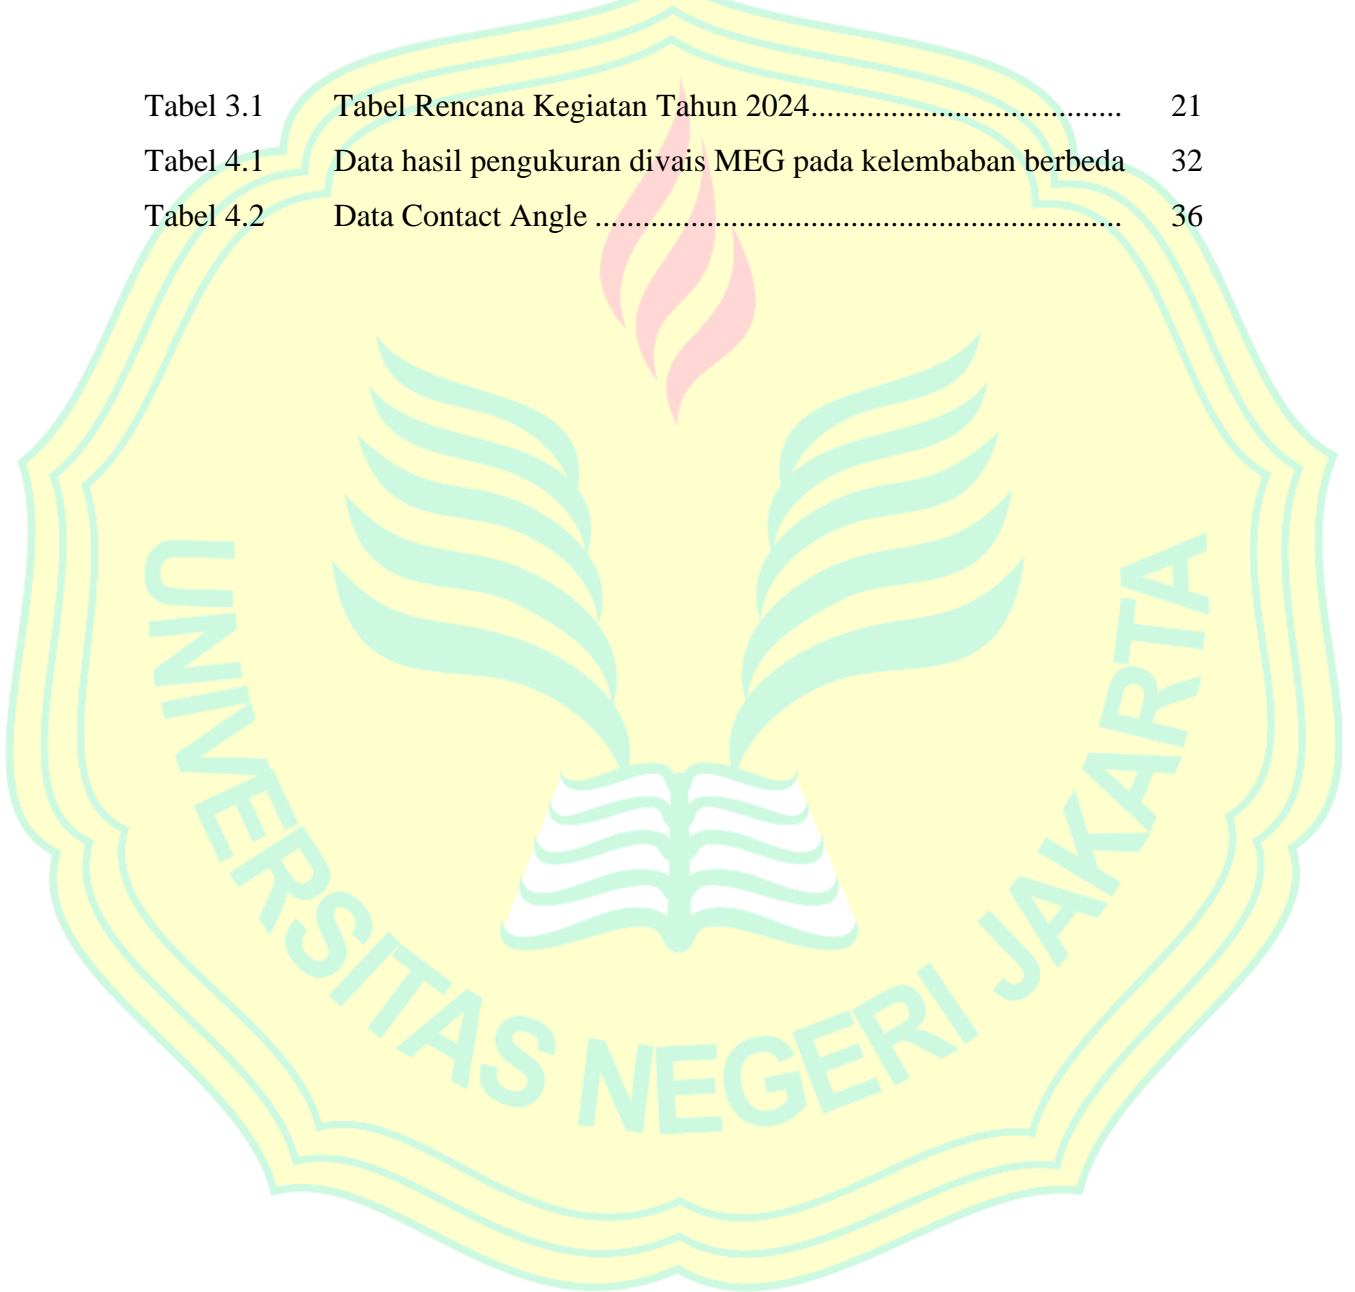 Tabel 3.1 Tabel Rencana Kegiatan Tahun 2024....................................... 21
Tabel 4.1 Data hasil pengukuran divais MEG pada kelembaban berbeda 32
Tabel 4.2 Data Contact Angle ................................................................. 36
UNIVERSITAS NEGERI JAKARTA